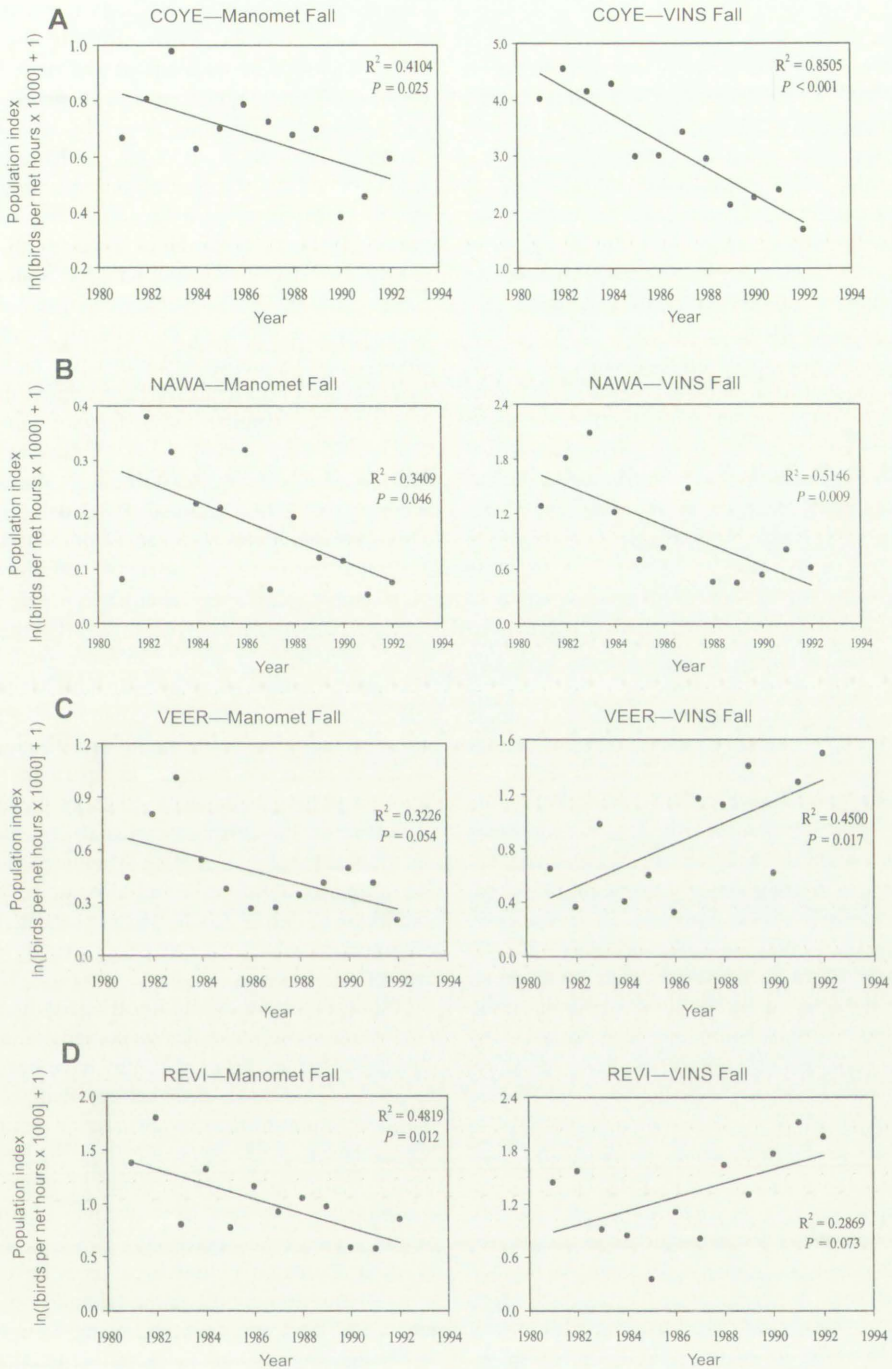 A
COYE—Manomet Fall
Population index
ln([birds per net hours x 1000] + 1)
1.0
0.8
0.6
0.4
0.2
R² = 0.4104
P = 0.025
1980 1982 1984 1986 1988 1990 1992 1994
Year
COYE—VINS Fall
5.0
4.0
3.0
2.0
1.0
R² = 0.8505
P < 0.001
1980 1982 1984 1986 1988 1990 1992 1994
Year
B
NAWA—Manomet Fall
Population index
ln([birds per net hours x 1000] + 1)
0.4
0.3
0.2
0.1
0.0
R² = 0.3409
P = 0.046
1980 1982 1984 1986 1988 1990 1992 1994
Year
NAWA—VINS Fall
2.4
1.8
1.2
0.6
0.0
R² = 0.5146
P = 0.009
1980 1982 1984 1986 1988 1990 1992 1994
Year
C
VEER—Manomet Fall
Population index
ln([birds per net hours x 1000] + 1)
1.2
0.9
0.6
0.3
0.0
R² = 0.3226
P = 0.054
1980 1982 1984 1986 1988 1990 1992 1994
Year
VEER—VINS Fall
1.6
1.2
0.8
0.4
0.0
R² = 0.4500
P = 0.017
1980 1982 1984 1986 1988 1990 1992 1994
Year
D
REVI—Manomet Fall
Population index
ln([birds per net hours x 1000] + 1)
2.0
1.5
1.0
0.5
0.0
R² = 0.4819
P = 0.012
1980 1982 1984 1986 1988 1990 1992 1994
Year
REVI—VINS Fall
2.4
1.8
1.2
0.6
0.0
R² = 0.2869
P = 0.073
1980 1982 1984 1986 1988 1990 1992 1994
Year